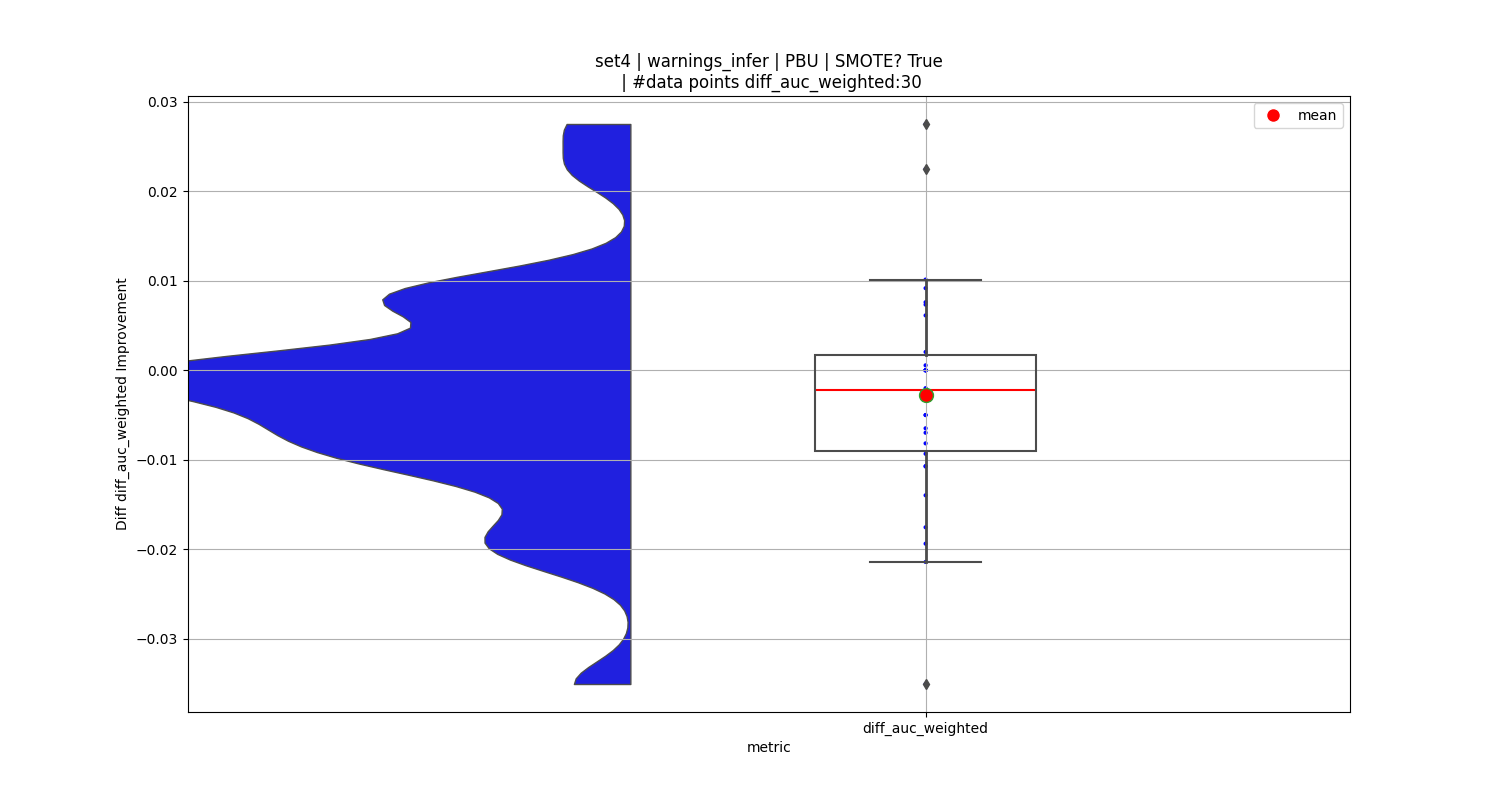 set4 | warnings_infer | PBU | SMOTE? True
| #data points diff_auc_weighted:30
mean
0.03
0.02
0.01
0.00
−0.01
−0.02
−0.03
Diff diff_auc_weighted Improvement
diff_auc_weighted
metric